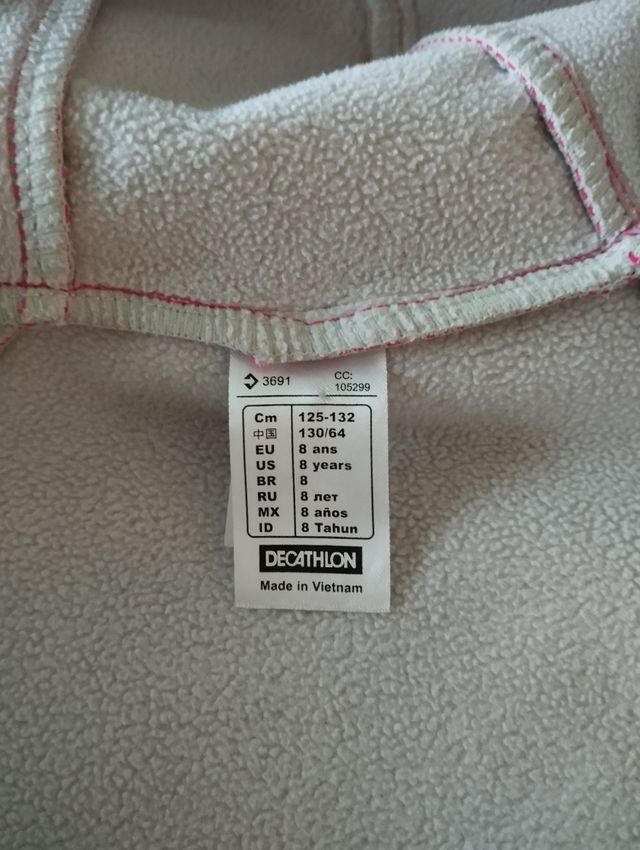 3691 CC:
105299
Cm 125-132
中国 130/64
EU 8 ans
US 8 years
BR 8
RU 8 лет
MX 8 años
ID 8 Tahun
DECATHLON
Made in Vietnam